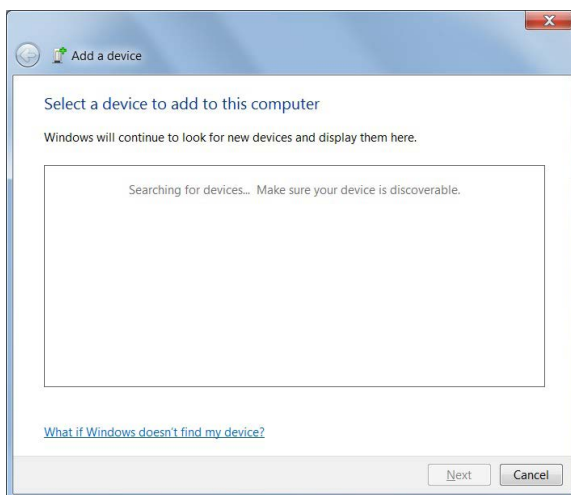 Add a device
Select a device to add to this computer
Windows will continue to look for new devices and display them here.
Searching for devices... Make sure your device is discoverable.
What if Windows doesn't find my device?
Next
Cancel